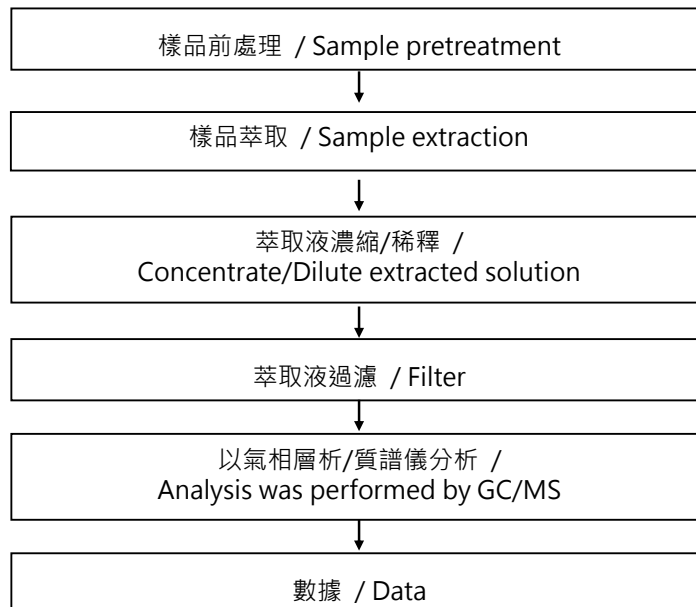 樣品前處理 / Sample pretreatment
樣品萃取 / Sample extraction
萃取液濃縮/稀釋 /
Concentrate/Dilute extracted solution
萃取液過濾 / Filter
以氣相層析/質譜儀分析 /
Analysis was performed by GC/MS
數據 / Data